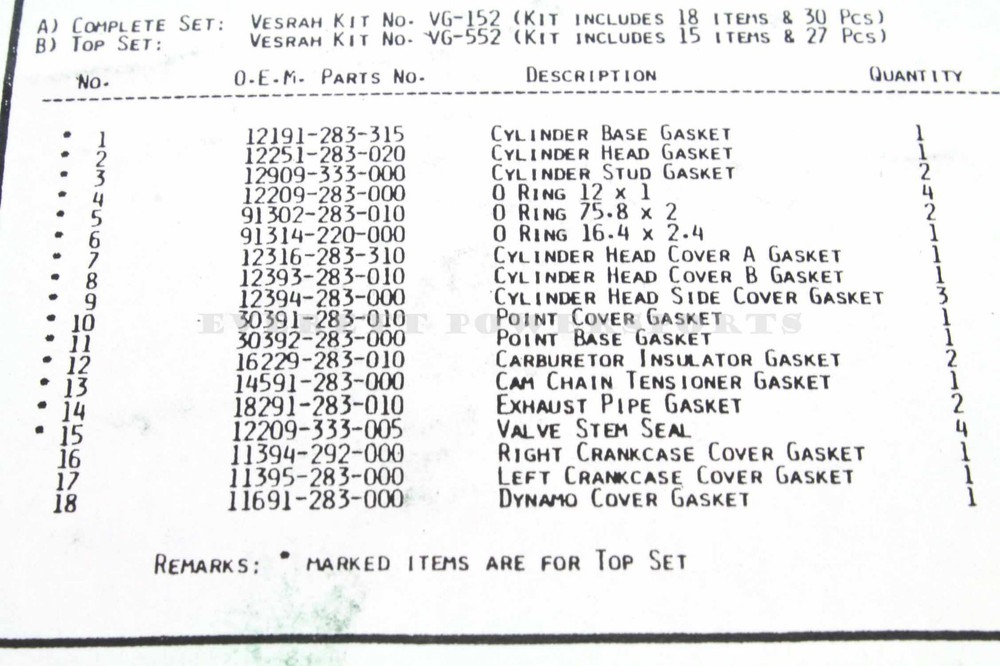 A) Complete Set: Vesrah Kit No. VG-152 (Kit includes 18 items & 30 Pcs)
B) Top Set: Vesrah Kit No. VG-552 (Kit includes 15 items & 27 Pcs)
No. O.E.M. Parts No. Description Quantity
* 1 12191-283-315 Cylinder Base Gasket 1
* 2 12251-283-020 Cylinder Head Gasket 1
* 3 12909-333-000 Cylinder Stud Gasket 2
* 4 12209-283-000 O Ring 12 x 1 4
* 5 91302-283-010 O Ring 75.8 x 2 2
* 6 91314-220-000 O Ring 16.4 x 2.4 1
* 7 12316-283-310 Cylinder Head Cover A Gasket 1
* 8 12393-283-010 Cylinder Head Cover B Gasket 1
* 9 12394-283-000 Cylinder Head Side Cover Gasket 3
* 10 30391-283-010 Point Cover Gasket 1
EVERETT POWERSPORTS
* 11 30392-283-000 Point Base Gasket 1
* 12 16229-283-010 Carburetor Insulator Gasket 2
* 13 14591-283-000 Cam Chain Tensioner Gasket 1
* 14 18291-283-010 Exhaust Pipe Gasket 2
* 15 12209-333-005 Valve Stem Seal 4
16 11394-292-000 Right Crankcase Cover Gasket 1
17 11395-283-000 Left Crankcase Cover Gasket 1
18 11691-283-000 Dynamo Cover Gasket 1
Remarks: * marked items are for Top Set